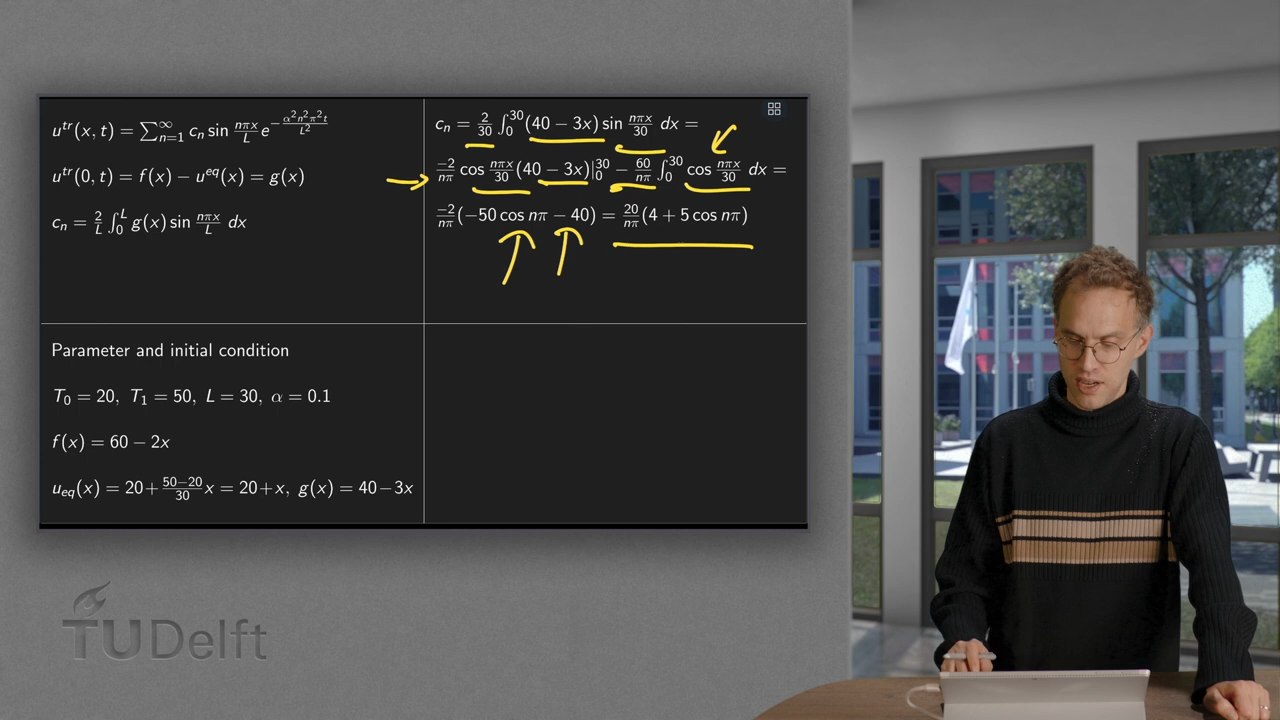 u^{tr}(x, t) = \sum_{n=1}^{\infty} c_n \sin \frac{n\pi x}{L} e^{-\frac{\alpha^2 n^2 \pi^2 t}{L^2}}
u^{tr}(0, t) = f(x) − u^{eq}(x) = g(x)
c_n = \frac{2}{L} \int_0^L g(x) \sin \frac{n\pi x}{L} dx
c_n = \frac{2}{30} \int_0^{30} (40 − 3x) \sin \frac{n\pi x}{30} dx =
\frac{-2}{n\pi} \cos \frac{n\pi x}{30} (40 − 3x)|_0^{30} − \frac{60}{n\pi} \int_0^{30} \cos \frac{n\pi x}{30} dx =
\frac{-2}{n\pi} (−50 \cos n\pi − 40) = \frac{20}{n\pi} (4 + 5 \cos n\pi)
Parameter and initial condition
T_0 = 20, T_1 = 50, L = 30, α = 0.1
f(x) = 60 − 2x
u_{eq}(x) = 20 + \frac{50−20}{30} x = 20 + x, g(x) = 40 − 3x
TUDelft